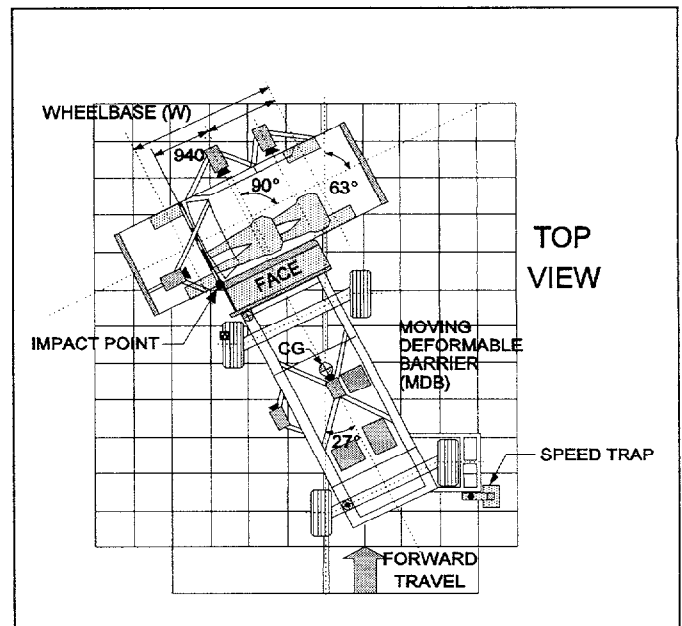 WHEELBASE (W)
940
90°
63°
TOP
VIEW
FACE
IMPACT POINT
MOVING
DEFORMABLE
BARRIER
(MDB)
CG
27°
SPEED TRAP
FORWARD
TRAVEL